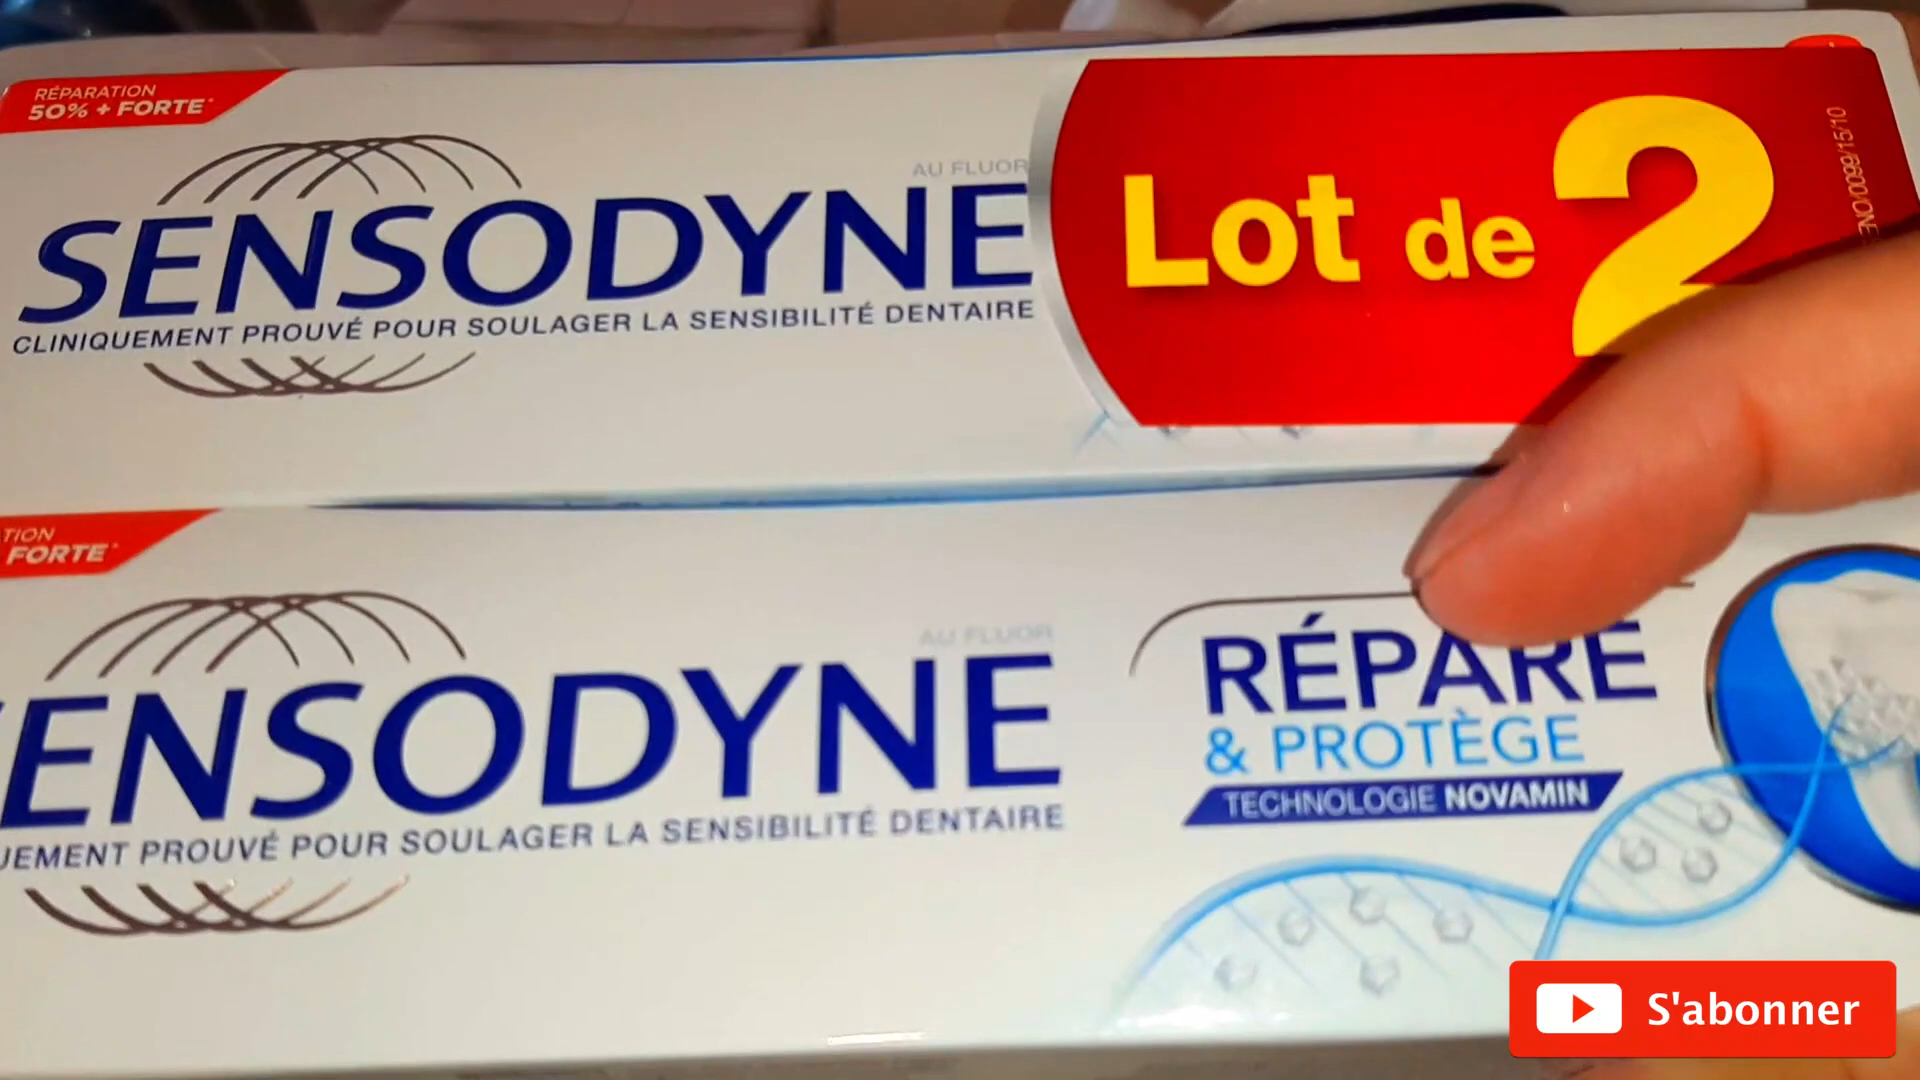 RÉPARATION
50% + FORTE*
AU FLUOR
SENSODYNE
CLINIQUEMENT PROUVÉ POUR SOULAGER LA SENSIBILITÉ DENTAIRE
Lot de 2
TION
FORTE*
AU FLUOR
ENSODYNE
UEMENT PROUVÉ POUR SOULAGER LA SENSIBILITÉ DENTAIRE
RÉPARE
& PROTÈGE
TECHNOLOGIE NOVAMIN
S'abonner